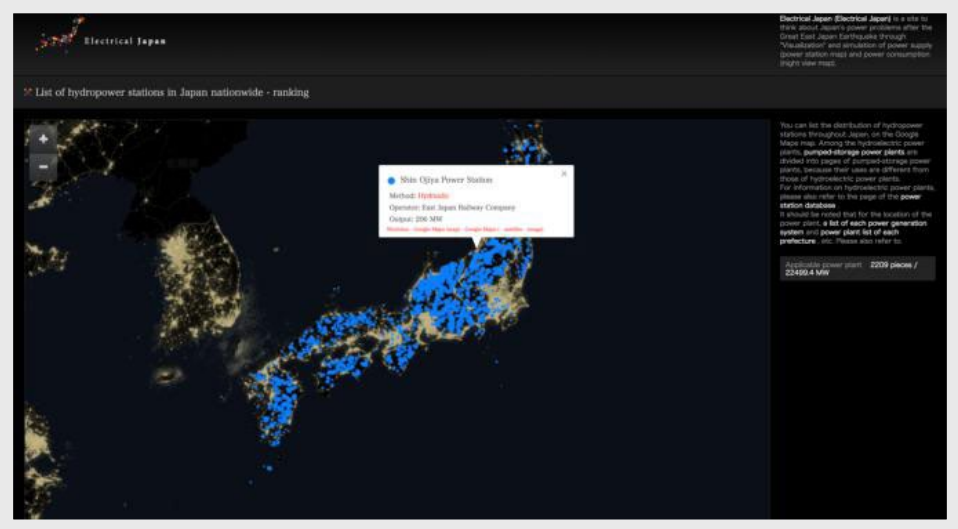 Electrical Japan
Electrical Japan (Electrical Japan) is a site to
think about Japan's power problems after the
Great East Japan Earthquake through
"Visualization" and simulation of power supply
(power station map) and power consumption
(night view map).
List of hydropower stations in Japan nationwide - ranking
+
−
Shin Ojiya Power Station
×
Method: Hydraulic
Operator: East Japan Railway Company
Output: 206 MW
You can list the distribution of hydropower
stations throughout Japan, on the Google
Maps map. Among the hydroelectric power
plants, pumped-storage power plants are
divided into pages of pumped-storage power
plants, because their uses are different from
those of hydroelectric power plants.
For information on hydroelectric power plants,
please also refer to the page of the power
station database
It should be noted that for the location of the
power plant, a list of each power generation
system and power plant list of each
prefecture , etc. Please also refer to.
Applicable power plant 2209 pieces /
22499.4 MW